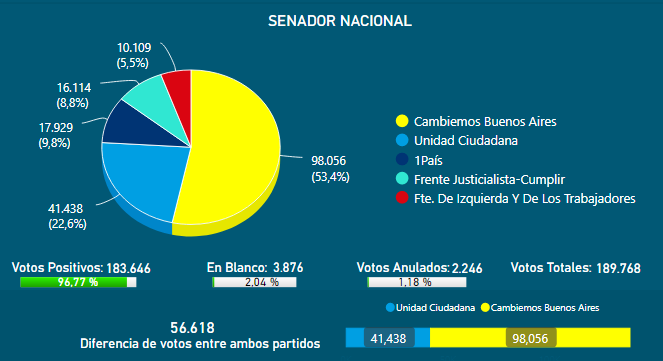 SENADOR NACIONAL
10.109
(5,5%)
16.114
(8,8%)
17.929
(9,8%)
41.438
(22,6%)
98.056
(53,4%)
Cambiemos Buenos Aires
Unidad Ciudadana
1País
Frente Justicialista-Cumplir
Fte. De Izquierda Y De Los Trabajadores
Votos Positivos: 183.646
96,77 %
En Blanco: 3.876
2,04 %
Votos Anulados: 2.246
1,18 %
Votos Totales: 189.768
Unidad Ciudadana Cambiemos Buenos Aires
56.618
Diferencia de votos entre ambos partidos
41,438 98,056